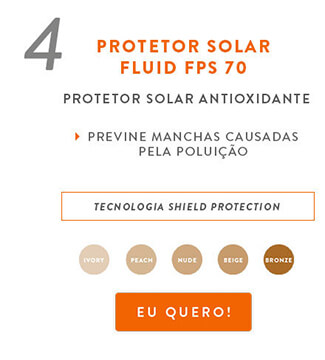 4
PROTETOR SOLAR
FLUID FPS 70
PROTETOR SOLAR ANTIOXIDANTE
PREVINE MANCHAS CAUSADAS
PELA POLUIÇÃO
TECNOLOGIA SHIELD PROTECTION
IVORY PEACH NUDE BEIGE BRONZE
EU QUERO!